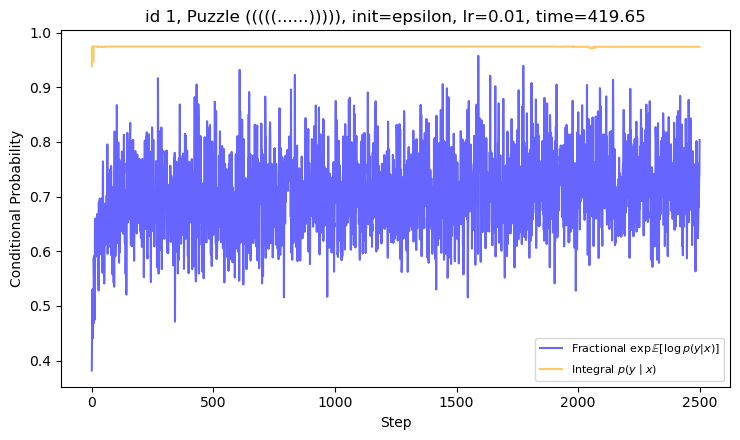 id 1, Puzzle (((((......))))), init=epsilon, lr=0.01, time=419.65
Conditional Probability
1.0
0.9
0.8
0.7
0.6
0.5
0.4
0
500
1000
1500
2000
2500
Step
Fractional exp 𝔼[log p(y|x)]
Integral p(y | x)